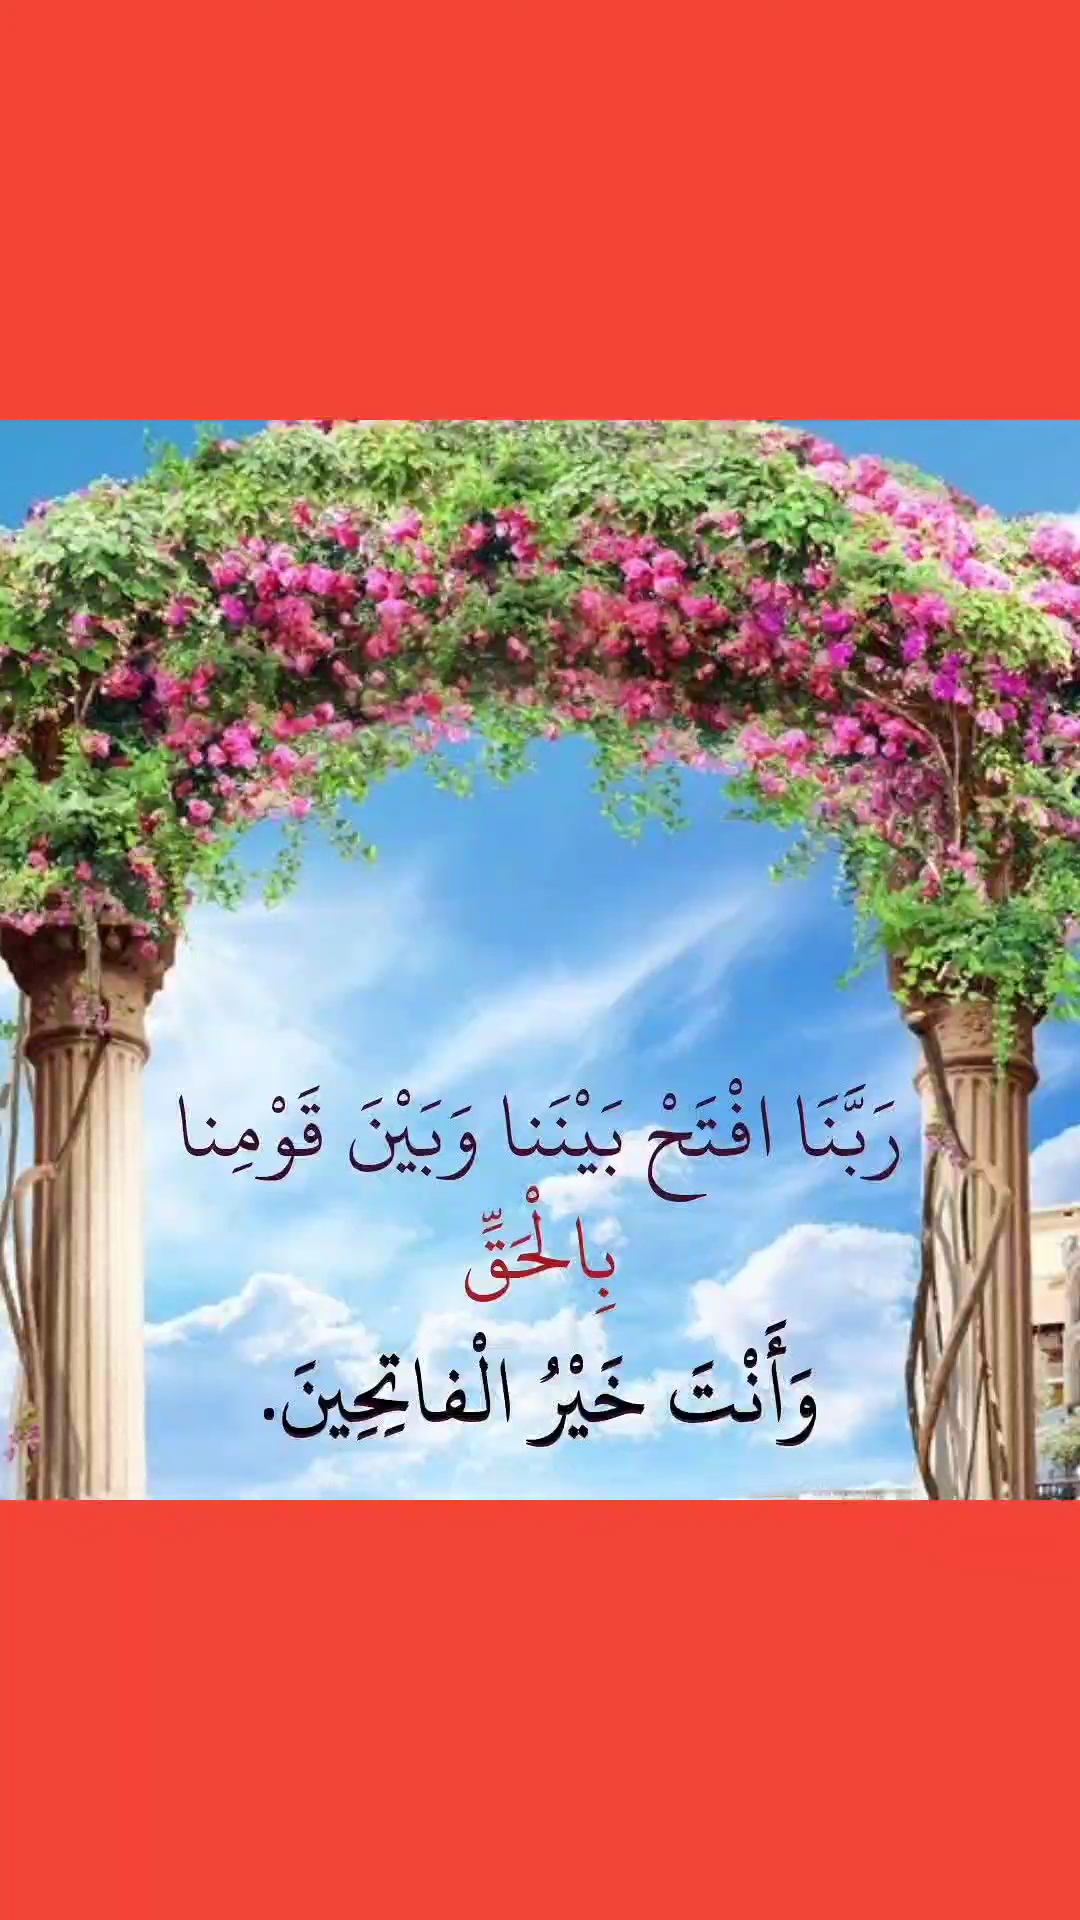 رَبَّنَا افْتَحْ بَيْنَنا وَبَيْنَ قَوْمِنا
بِالْحَقِّ
وَأَنْتَ خَيْرُ الْفاتِحِينَ.